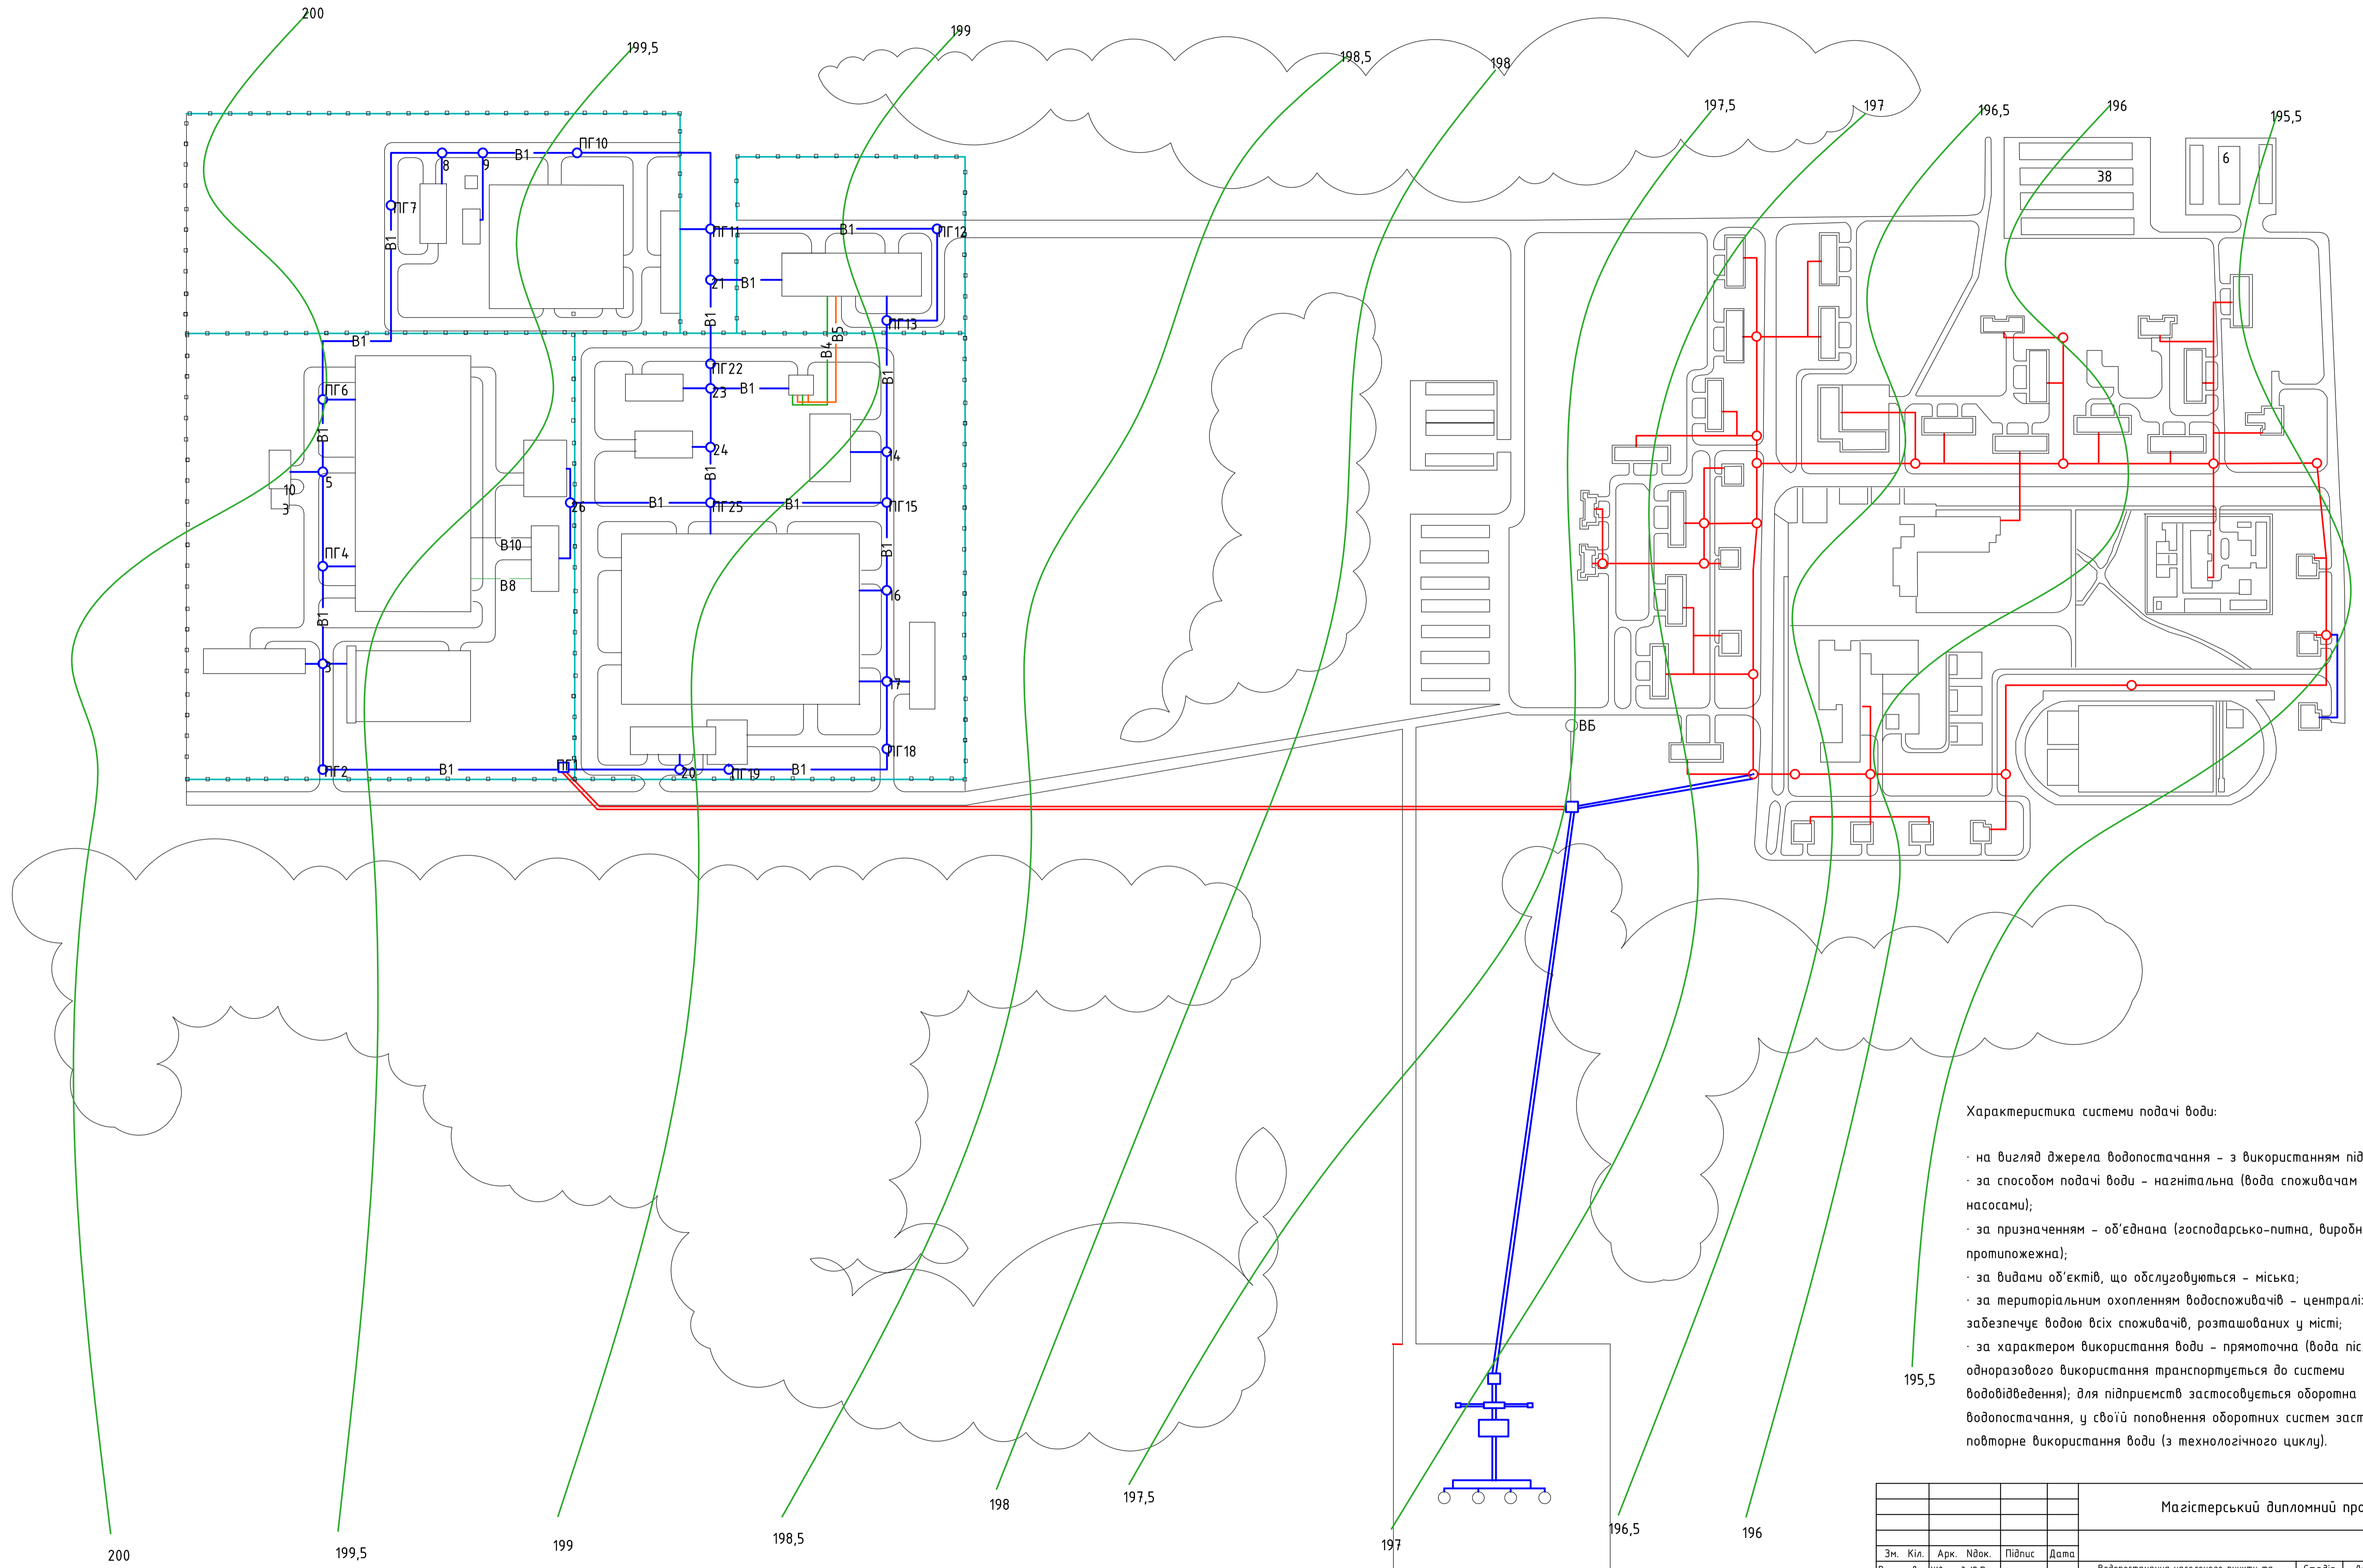 200
199,5
199
198,5
198
197,5
197
196,5
196
195,5
ПГ10
8
9
В1
38
6
ПГ7
В1
ПГ11
В1
ПГ12
21
В1
В1
ПГ13
В4
В5
В1
ПГ22
23
В1
В1
ПГ6
В1
24
14
10
5
3
В1
26
В1
ПГ25
В1
ПГ15
В10
ПГ4
В1
В8
16
В1
3
17
ВБ
ПГ18
ПГ2
В1
ПГ1
20
ПГ19
В1
Характеристика системи подачі води:
· на вигляд джерела водопостачання – з використанням під
· за способом подачі води – нагнітальна (вода споживачам
насосами);
· за призначенням – об'єднана (господарсько-питна, виробн
протипожежна);
· за видами об'єктів, що обслуговуються – міська;
· за територіальним охопленням водоспоживачів – централі
забезпечує водою всіх споживачів, розташованих у місті;
· за характером використання води – прямоточна (вода піс
одноразового використання транспортується до системи
водовідведення); для підприємств застосовується оборотна
водопостачання, у своїй поповнення оборотних систем заст
повторне використання води (з технологічного циклу).
195,5
200
199,5
199
198,5
198
197,5
197
196,5
196
Магістерський дипломний про
Зм. Кіл. Арк. №док. Підпис Дата